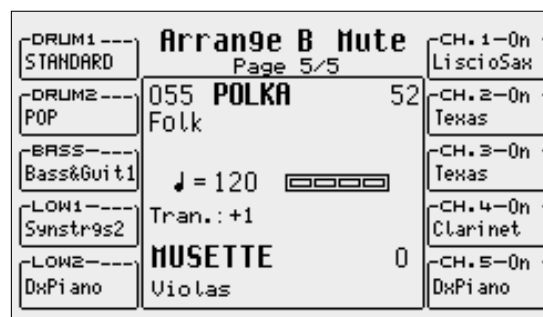 Arran9e B Mute
Page 5/5
DRUM1----
STANDARD
DRUM2---
POP
BASS----
Bass&Guit1
LOW1----
Synstr9s2
LOW2----
DxPiano
055 POLKA 52
Folk
♩=120
Tran.:+1
MUSETTE 0
Violas
CH.1-On
LiscioSax
CH.2-On
Texas
CH.3-On
Texas
CH.4-On
Clarinet
CH.5-On
DxPiano